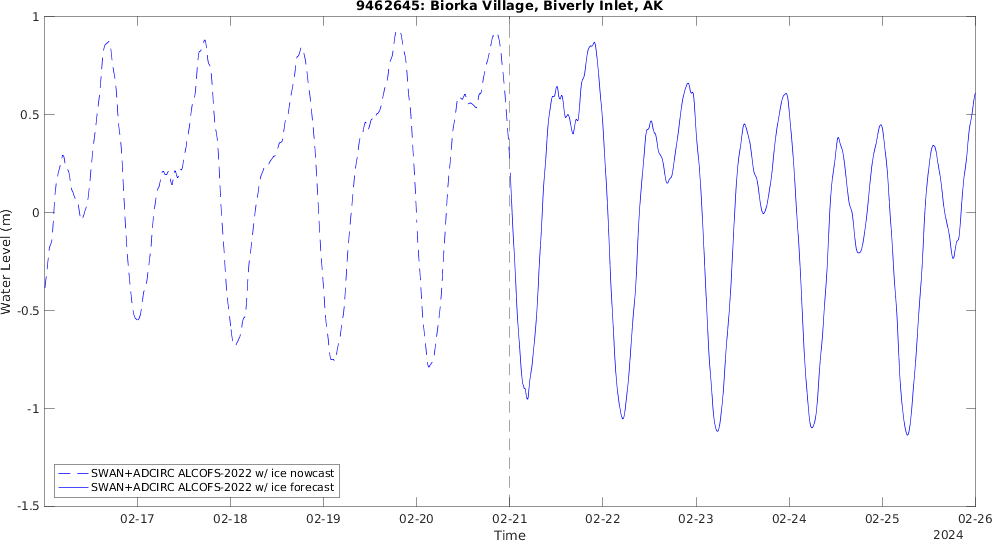 9462645: Biorka Village, Biverly Inlet, AK
1
0.5
0
-0.5
-1
-1.5
Water Level (m)
SWAN+ADCIRC ALCOFS-2022 w/ ice nowcast
SWAN+ADCIRC ALCOFS-2022 w/ ice forecast
02-17 02-18 02-19 02-20 02-21 02-22 02-23 02-24 02-25 02-26
Time
2024